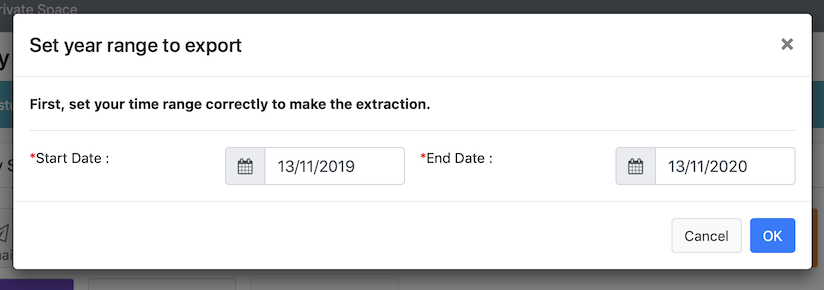 rivate Space
Set year range to export
×
First, set your time range correctly to make the extraction.
*Start Date :
13/11/2019
*End Date :
13/11/2020
Cancel
OK